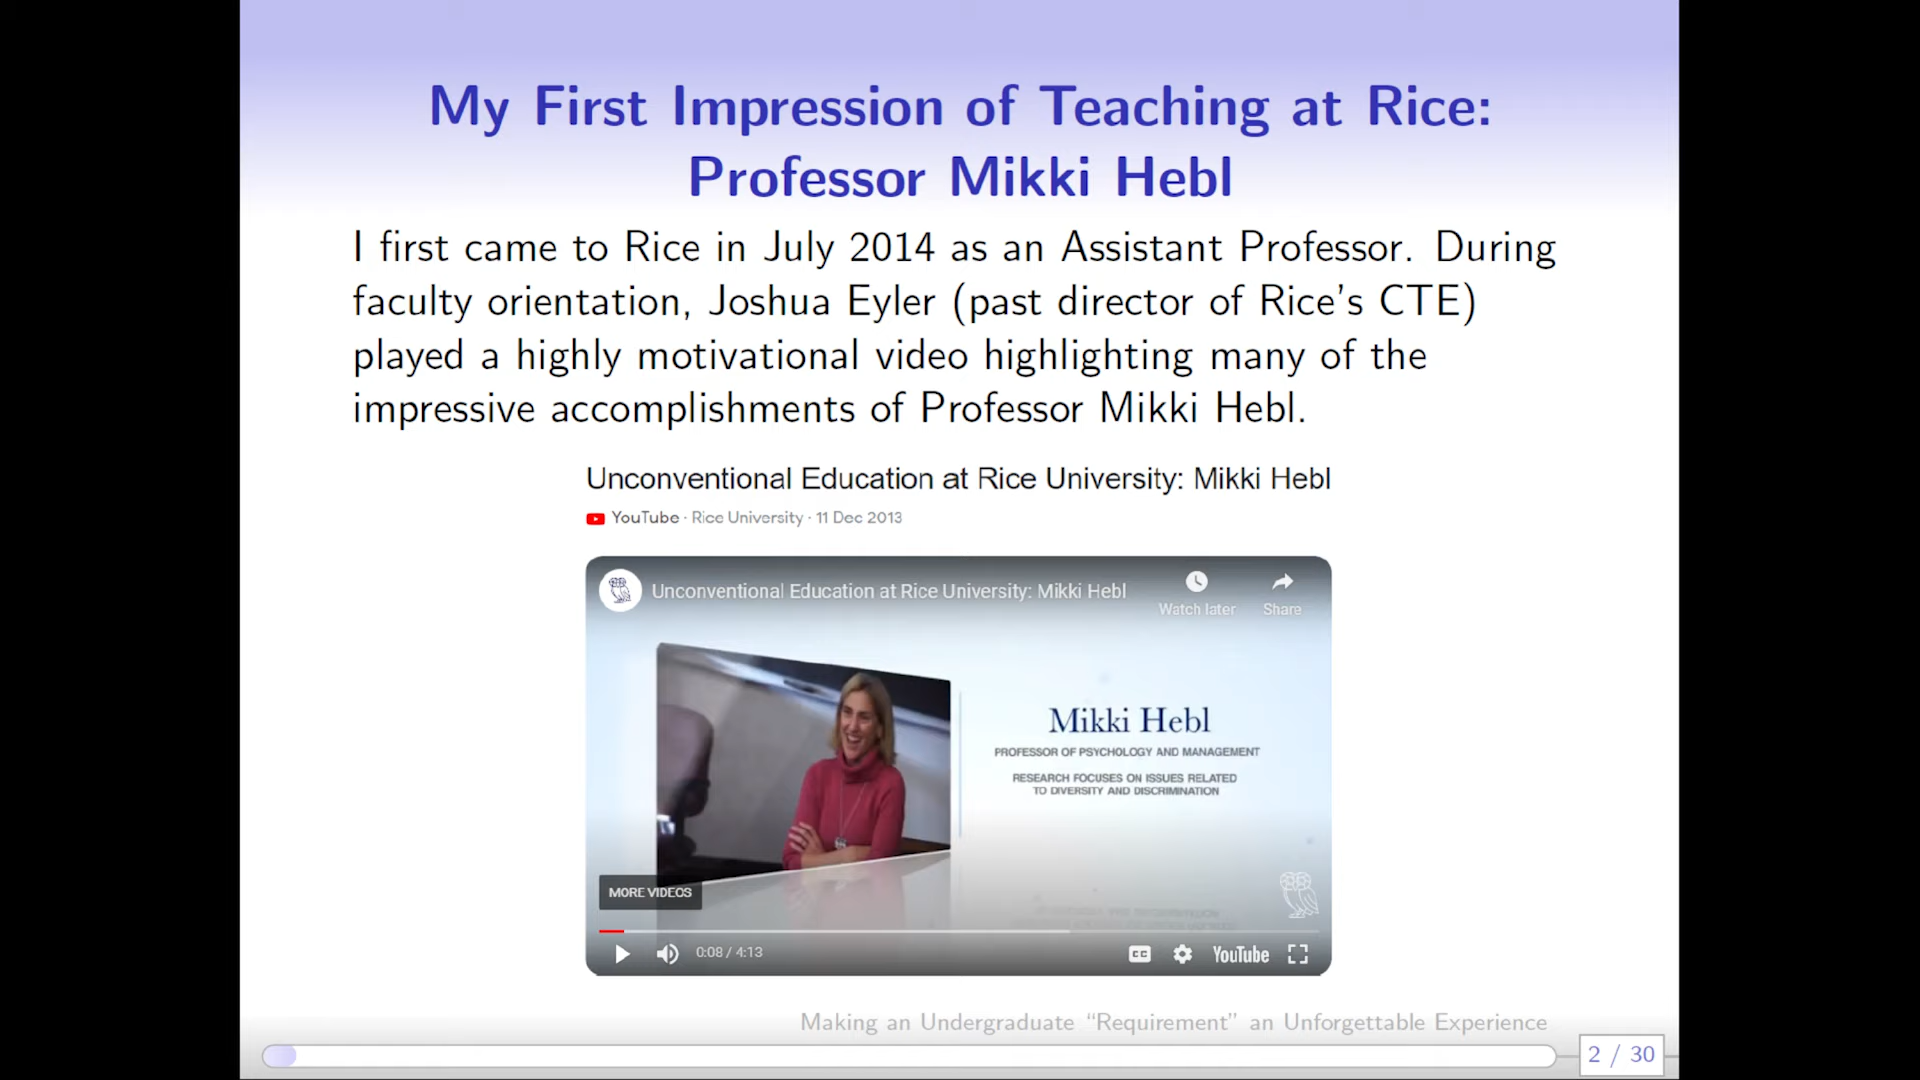 My First Impression of Teaching at Rice:
Professor Mikki Hebl
I first came to Rice in July 2014 as an Assistant Professor. During
faculty orientation, Joshua Eyler (past director of Rice's CTE)
played a highly motivational video highlighting many of the
impressive accomplishments of Professor Mikki Hebl.
Unconventional Education at Rice University: Mikki Hebl
YouTube · Rice University · 11 Dec 2013
Unconventional Education at Rice University: Mikki Hebl
Watch later
Share
Mikki Hebl
PROFESSOR OF PSYCHOLOGY AND MANAGEMENT
RESEARCH FOCUSES ON ISSUES RELATED
TO DIVERSITY AND DISCRIMINATION
MORE VIDEOS
0:08 / 4:13
CC
YouTube
Making an Undergraduate “Requirement” an Unforgettable Experience
2 / 30